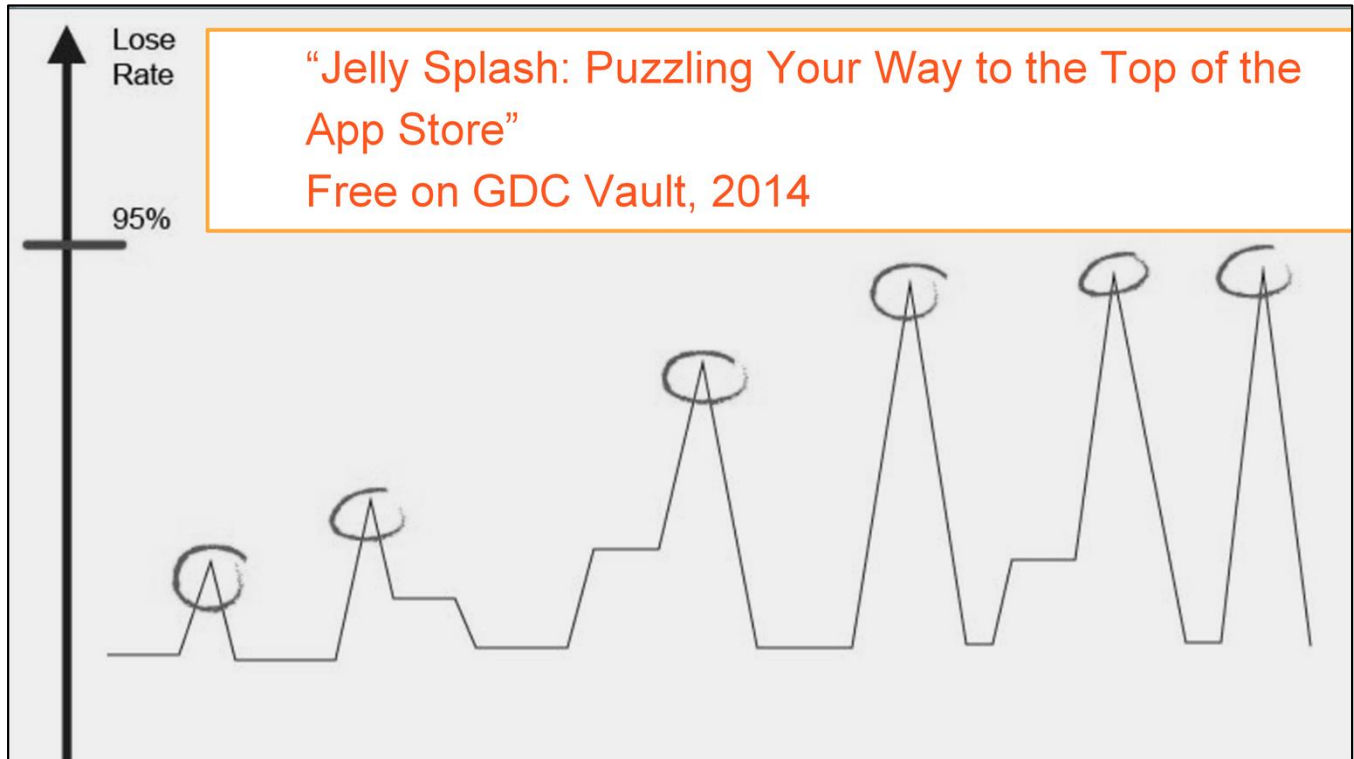 Lose
Rate
“Jelly Splash: Puzzling Your Way to the Top of the
App Store”
Free on GDC Vault, 2014
95%